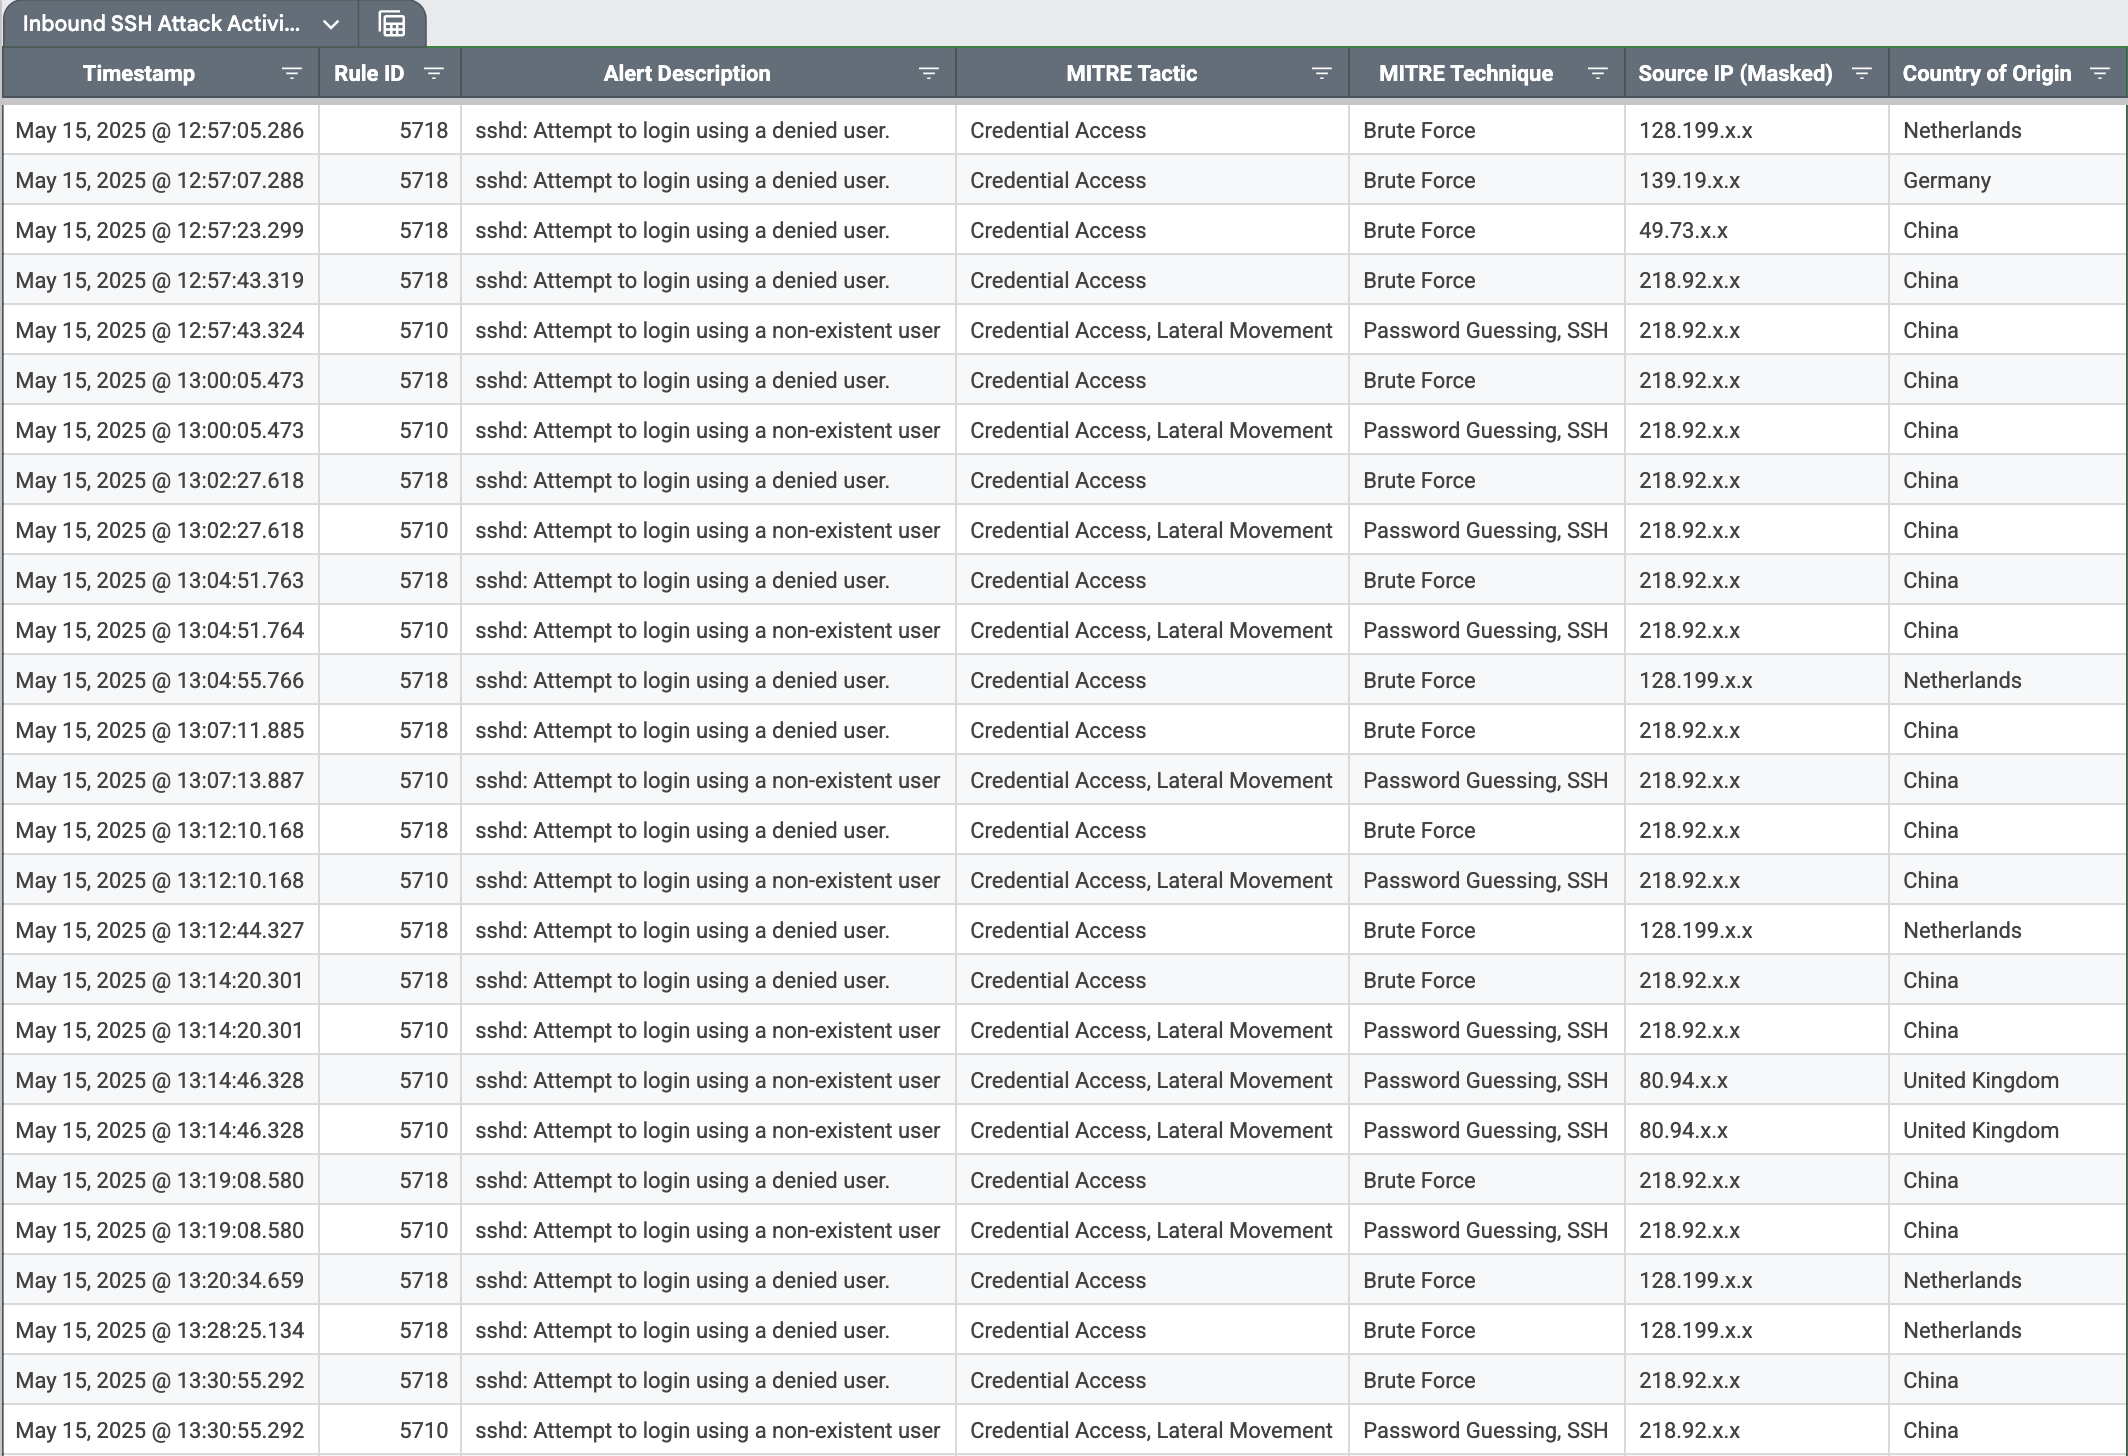 Inbound SSH Attack Activi...
Timestamp Rule ID Alert Description MITRE Tactic MITRE Technique Source IP (Masked) Country of Origin
May 15, 2025 @ 12:57:05.286 5718 sshd: Attempt to login using a denied user. Credential Access Brute Force 128.199.x.x Netherlands
May 15, 2025 @ 12:57:07.288 5718 sshd: Attempt to login using a denied user. Credential Access Brute Force 139.19.x.x Germany
May 15, 2025 @ 12:57:23.299 5718 sshd: Attempt to login using a denied user. Credential Access Brute Force 49.73.x.x China
May 15, 2025 @ 12:57:43.319 5718 sshd: Attempt to login using a denied user. Credential Access Brute Force 218.92.x.x China
May 15, 2025 @ 12:57:43.324 5710 sshd: Attempt to login using a non-existent user Credential Access, Lateral Movement Password Guessing, SSH 218.92.x.x China
May 15, 2025 @ 13:00:05.473 5718 sshd: Attempt to login using a denied user. Credential Access Brute Force 218.92.x.x China
May 15, 2025 @ 13:00:05.473 5710 sshd: Attempt to login using a non-existent user Credential Access, Lateral Movement Password Guessing, SSH 218.92.x.x China
May 15, 2025 @ 13:02:27.618 5718 sshd: Attempt to login using a denied user. Credential Access Brute Force 218.92.x.x China
May 15, 2025 @ 13:02:27.618 5710 sshd: Attempt to login using a non-existent user Credential Access, Lateral Movement Password Guessing, SSH 218.92.x.x China
May 15, 2025 @ 13:04:51.763 5718 sshd: Attempt to login using a denied user. Credential Access Brute Force 218.92.x.x China
May 15, 2025 @ 13:04:51.764 5710 sshd: Attempt to login using a non-existent user Credential Access, Lateral Movement Password Guessing, SSH 218.92.x.x China
May 15, 2025 @ 13:04:55.766 5718 sshd: Attempt to login using a denied user. Credential Access Brute Force 128.199.x.x Netherlands
May 15, 2025 @ 13:07:11.885 5718 sshd: Attempt to login using a denied user. Credential Access Brute Force 218.92.x.x China
May 15, 2025 @ 13:07:13.887 5710 sshd: Attempt to login using a non-existent user Credential Access, Lateral Movement Password Guessing, SSH 218.92.x.x China
May 15, 2025 @ 13:12:10.168 5718 sshd: Attempt to login using a denied user. Credential Access Brute Force 218.92.x.x China
May 15, 2025 @ 13:12:10.168 5710 sshd: Attempt to login using a non-existent user Credential Access, Lateral Movement Password Guessing, SSH 218.92.x.x China
May 15, 2025 @ 13:12:44.327 5718 sshd: Attempt to login using a denied user. Credential Access Brute Force 128.199.x.x Netherlands
May 15, 2025 @ 13:14:20.301 5718 sshd: Attempt to login using a denied user. Credential Access Brute Force 218.92.x.x China
May 15, 2025 @ 13:14:20.301 5710 sshd: Attempt to login using a non-existent user Credential Access, Lateral Movement Password Guessing, SSH 218.92.x.x China
May 15, 2025 @ 13:14:46.328 5710 sshd: Attempt to login using a non-existent user Credential Access, Lateral Movement Password Guessing, SSH 80.94.x.x United Kingdom
May 15, 2025 @ 13:14:46.328 5710 sshd: Attempt to login using a non-existent user Credential Access, Lateral Movement Password Guessing, SSH 80.94.x.x United Kingdom
May 15, 2025 @ 13:19:08.580 5718 sshd: Attempt to login using a denied user. Credential Access Brute Force 218.92.x.x China
May 15, 2025 @ 13:19:08.580 5710 sshd: Attempt to login using a non-existent user Credential Access, Lateral Movement Password Guessing, SSH 218.92.x.x China
May 15, 2025 @ 13:20:34.659 5718 sshd: Attempt to login using a denied user. Credential Access Brute Force 128.199.x.x Netherlands
May 15, 2025 @ 13:28:25.134 5718 sshd: Attempt to login using a denied user. Credential Access Brute Force 128.199.x.x Netherlands
May 15, 2025 @ 13:30:55.292 5718 sshd: Attempt to login using a denied user. Credential Access Brute Force 218.92.x.x China
May 15, 2025 @ 13:30:55.292 5710 sshd: Attempt to login using a non-existent user Credential Access, Lateral Movement Password Guessing, SSH 218.92.x.x China